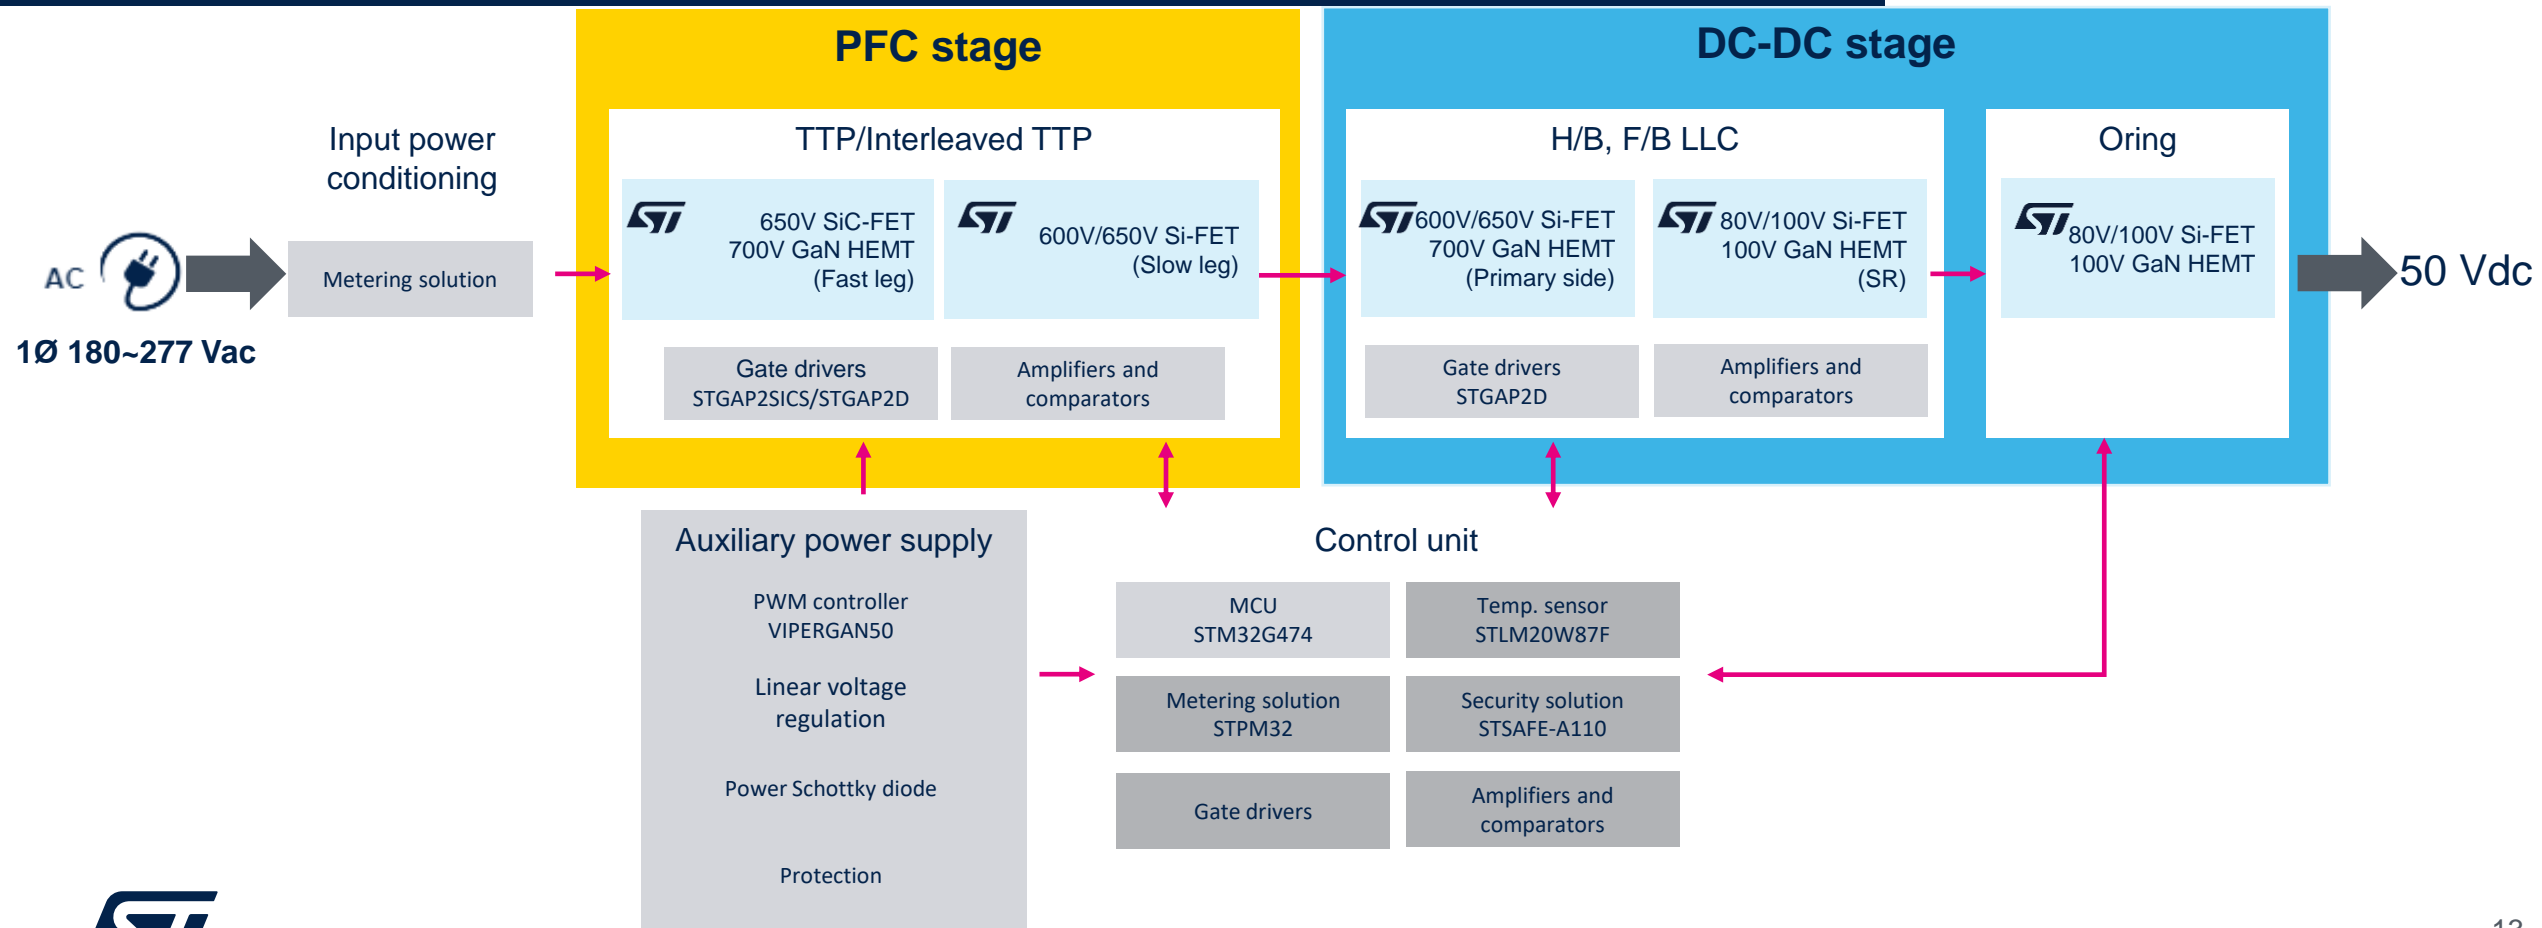 PFC stage
DC-DC stage
Input power
conditioning
TTP/Interleaved TTP
H/B, F/B LLC
Oring
AC
1Ø 180~277 Vac
Metering solution
650V SiC-FET
700V GaN HEMT
(Fast leg)
600V/650V Si-FET
(Slow leg)
600V/650V Si-FET
700V GaN HEMT
(Primary side)
80V/100V Si-FET
100V GaN HEMT
(SR)
80V/100V Si-FET
100V GaN HEMT
50 Vdc
Gate drivers
STGAP2SICS/STGAP2D
Amplifiers and
comparators
Gate drivers
STGAP2D
Amplifiers and
comparators
Auxiliary power supply
PWM controller
VIPERGAN50
Linear voltage
regulation
Power Schottky diode
Protection
Control unit
MCU
STM32G474
Temp. sensor
STLM20W87F
Metering solution
STPM32
Security solution
STSAFE-A110
Gate drivers
Amplifiers and
comparators